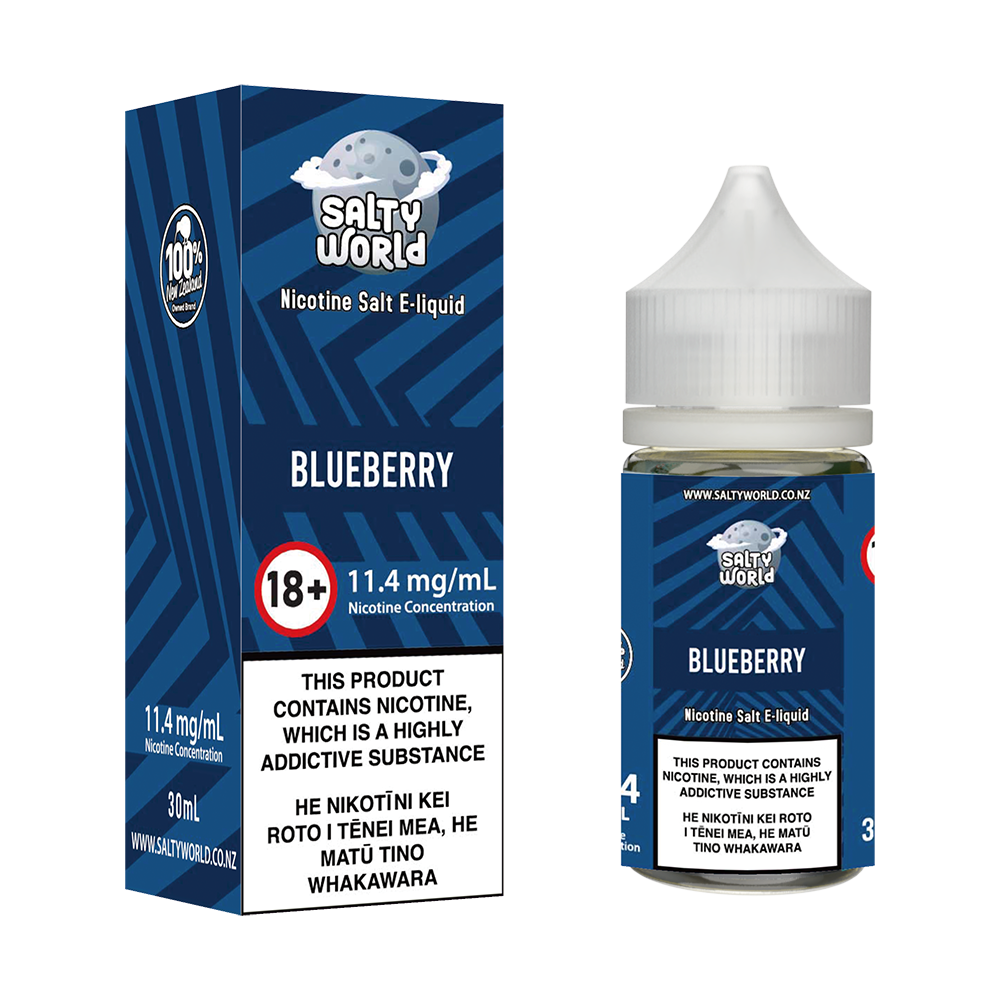 100%
New Zealand
Owned Brand
11.4 mg/mL
Nicotine Concentration
30mL
WWW.SALTYWORLD.CO.NZ
SALTY
WORLD
Nicotine Salt E-liquid
BLUEBERRY
18+
11.4 mg/mL
Nicotine Concentration
THIS PRODUCT
CONTAINS NICOTINE,
WHICH IS A HIGHLY
ADDICTIVE SUBSTANCE
HE NIKOTĪNI KEI
ROTO I TĒNEI MEA, HE
MATŪ TINO
WHAKAWARA
WWW.SALTYWORLD.CO.NZ
SALTY
WORLD
BLUEBERRY
Nicotine Salt E-liquid
THIS PRODUCT CONTAINS
NICOTINE, WHICH IS A HIGHLY
ADDICTIVE SUBSTANCE
HE NIKOTĪNI KEI ROTO
I TĒNEI MEA, HE MATŪ
TINO WHAKAWARA